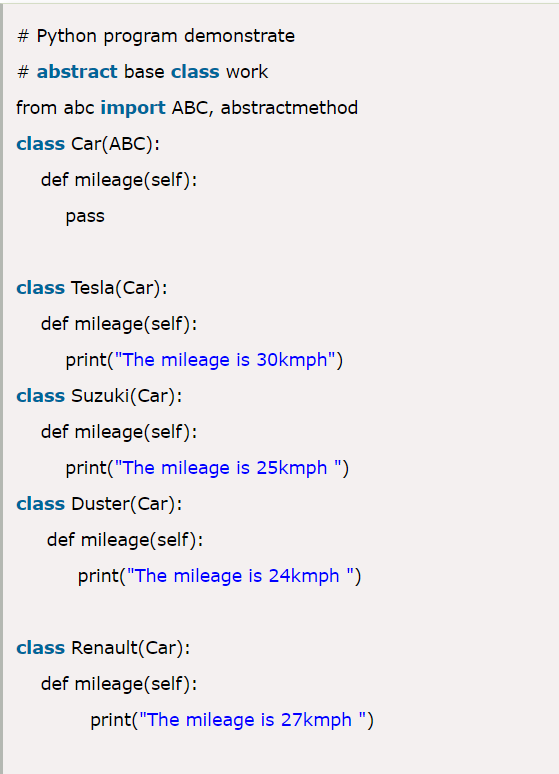 # Python program demonstrate
# abstract base class work
from abc import ABC, abstractmethod
class Car(ABC):
    def mileage(self):
        pass

class Tesla(Car):
    def mileage(self):
        print("The mileage is 30kmph")
class Suzuki(Car):
    def mileage(self):
        print("The mileage is 25kmph ")
class Duster(Car):
     def mileage(self):
          print("The mileage is 24kmph ")

class Renault(Car):
    def mileage(self):
            print("The mileage is 27kmph ")